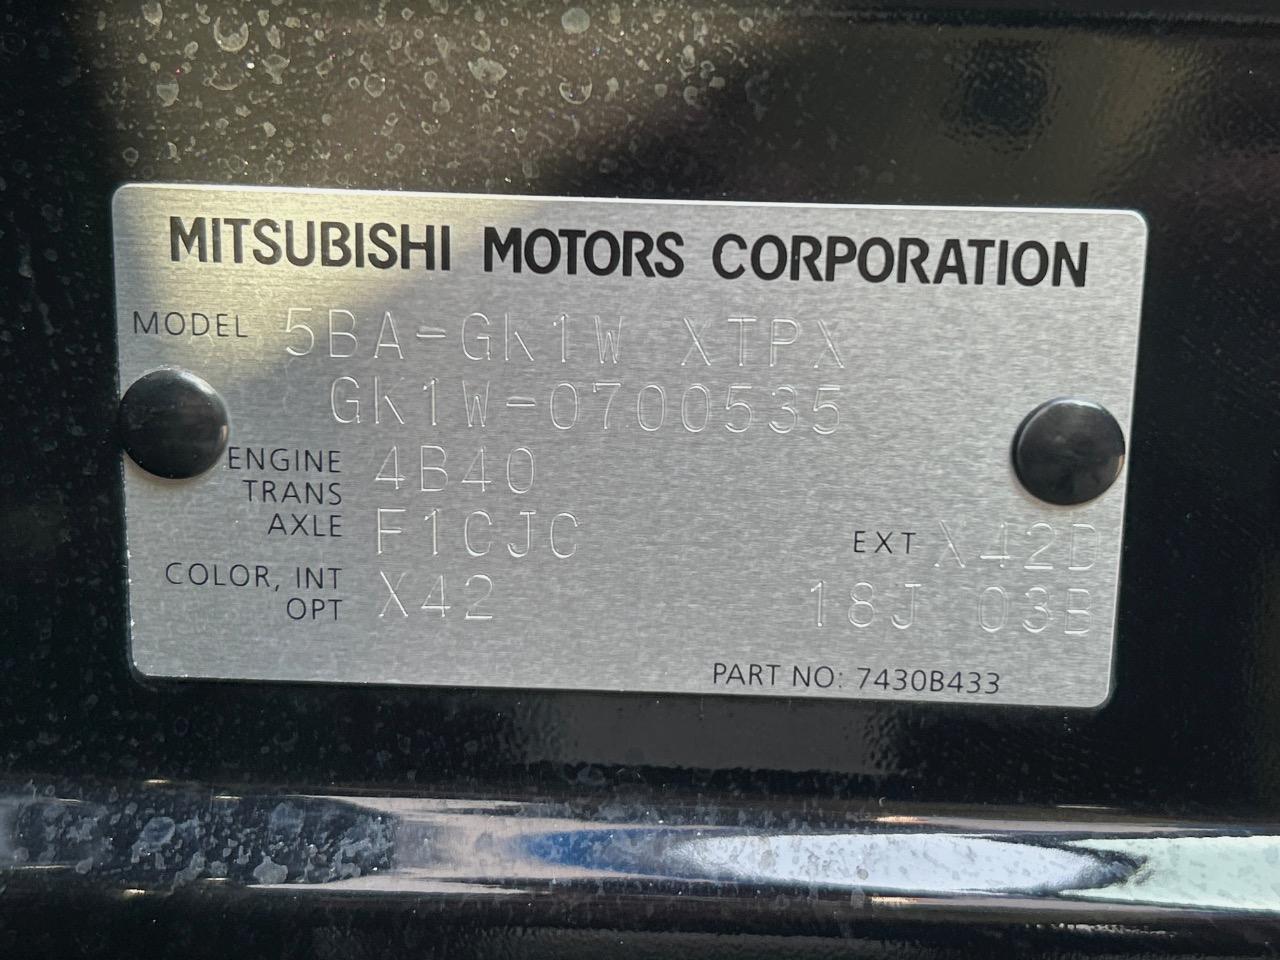 MITSUBISHI MOTORS CORPORATION
MODEL 5BA-GK1W XTPX
GK1W-0700535
ENGINE 4B40
TRANS
AXLE F1CJC EXT X42D
COLOR, INT X42
OPT 18J 03B
PART NO: 7430B433